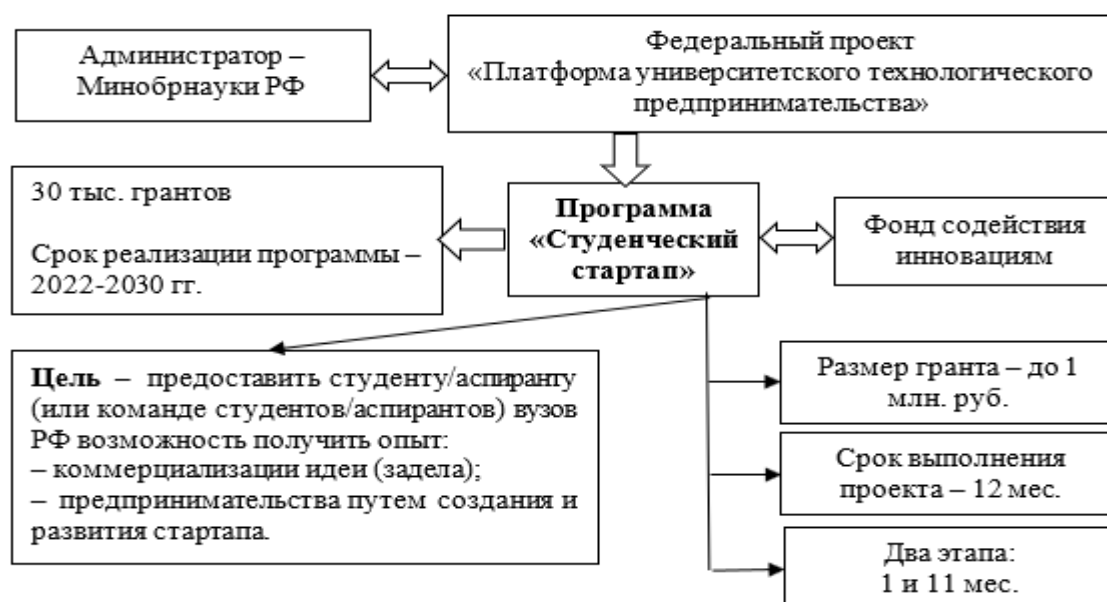 Администратор –
Минобрнауки РФ
Федеральный проект
«Платформа университетского технологического
предпринимательства»
30 тыс. грантов
Срок реализации программы –
2022-2030 гг.
Программа
«Студенческий
стартап»
Фонд содействия
инновациям
Цель – предоставить студенту/аспиранту
(или команде студентов/аспирантов) вузов
РФ возможность получить опыт:
– коммерциализации идеи (задела);
– предпринимательства путем создания и
развития стартапа.
Размер гранта – до 1
млн. руб.
Срок выполнения
проекта – 12 мес.
Два этапа:
1 и 11 мес.